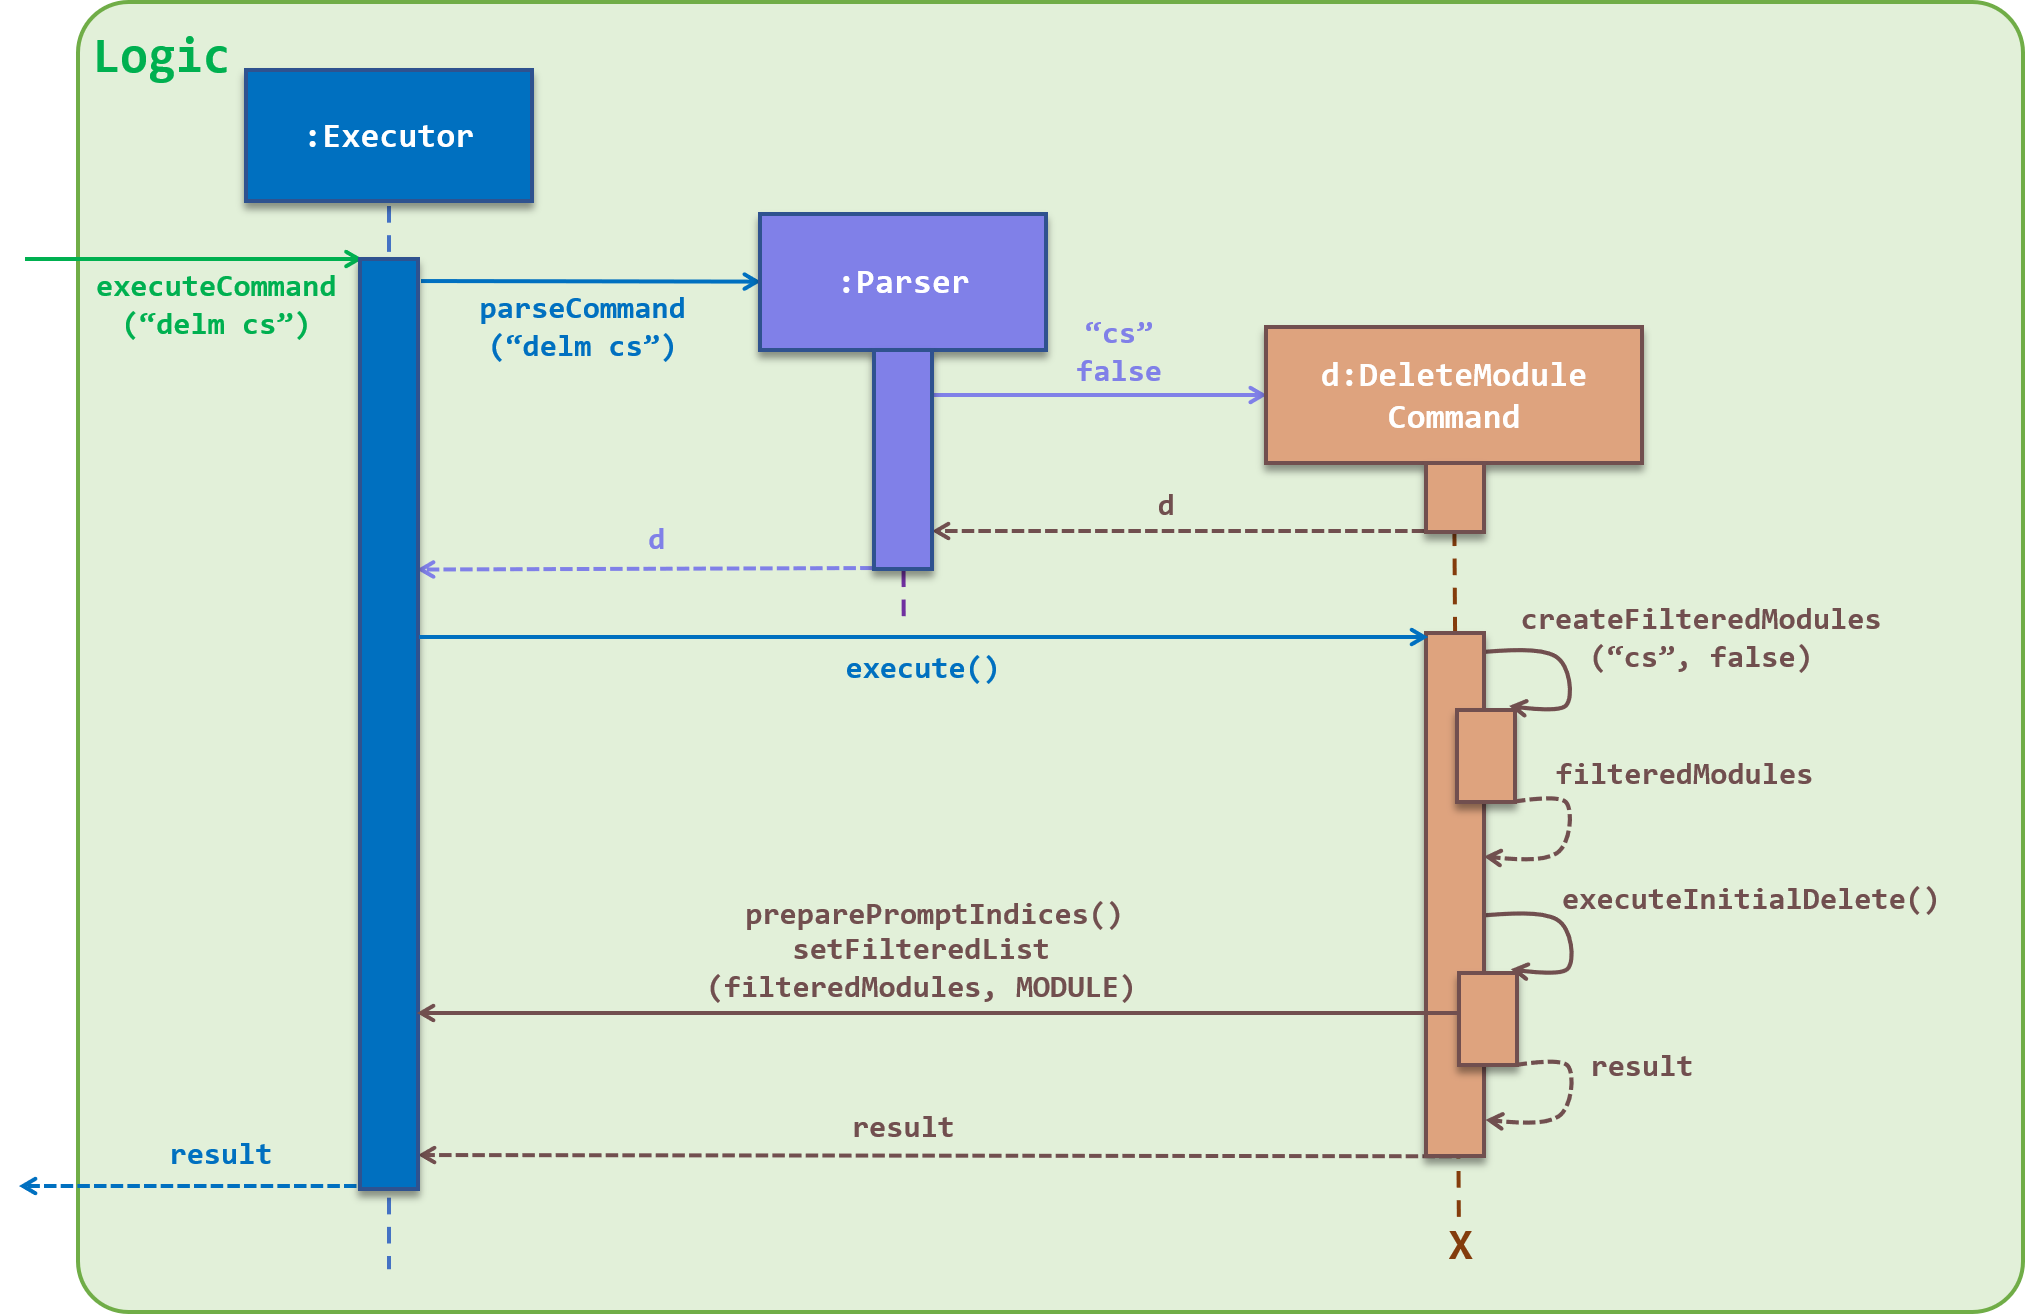 Logic
:Executor
executeCommand
(“delm cs”)
parseCommand
(“delm cs”)
:Parser
“cs”
false
d:DeleteModule
Command
d
d
execute()
createFilteredModules
(“cs”, false)
filteredModules
executeInitialDelete()
preparePromptIndices()
setFilteredList
(filteredModules, MODULE)
result
result
result
X